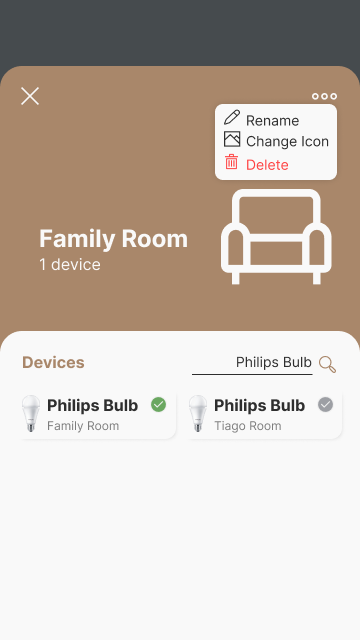 Rename
Change Icon
Delete
Family Room
1 device
Devices
Philips Bulb
Philips Bulb
Family Room
Philips Bulb
Tiago Room